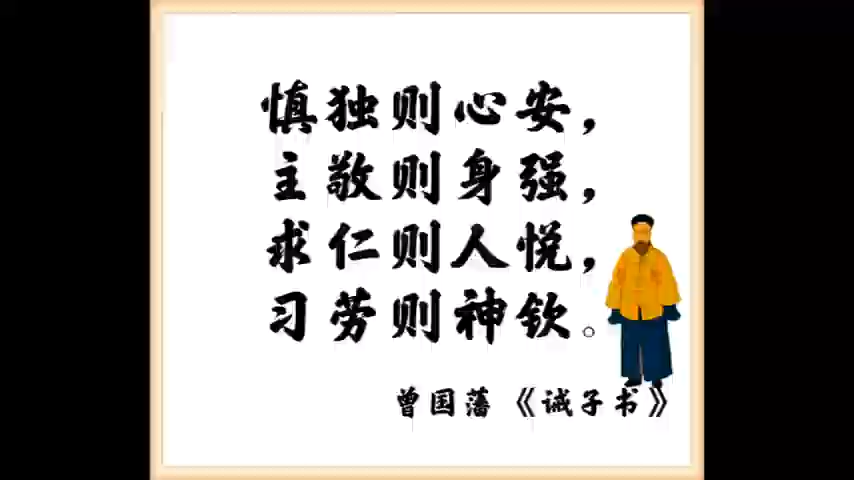 慎独则心安，
主敬则身强，
求仁则人悦，
习劳则神钦。
曾国藩《诫子书》